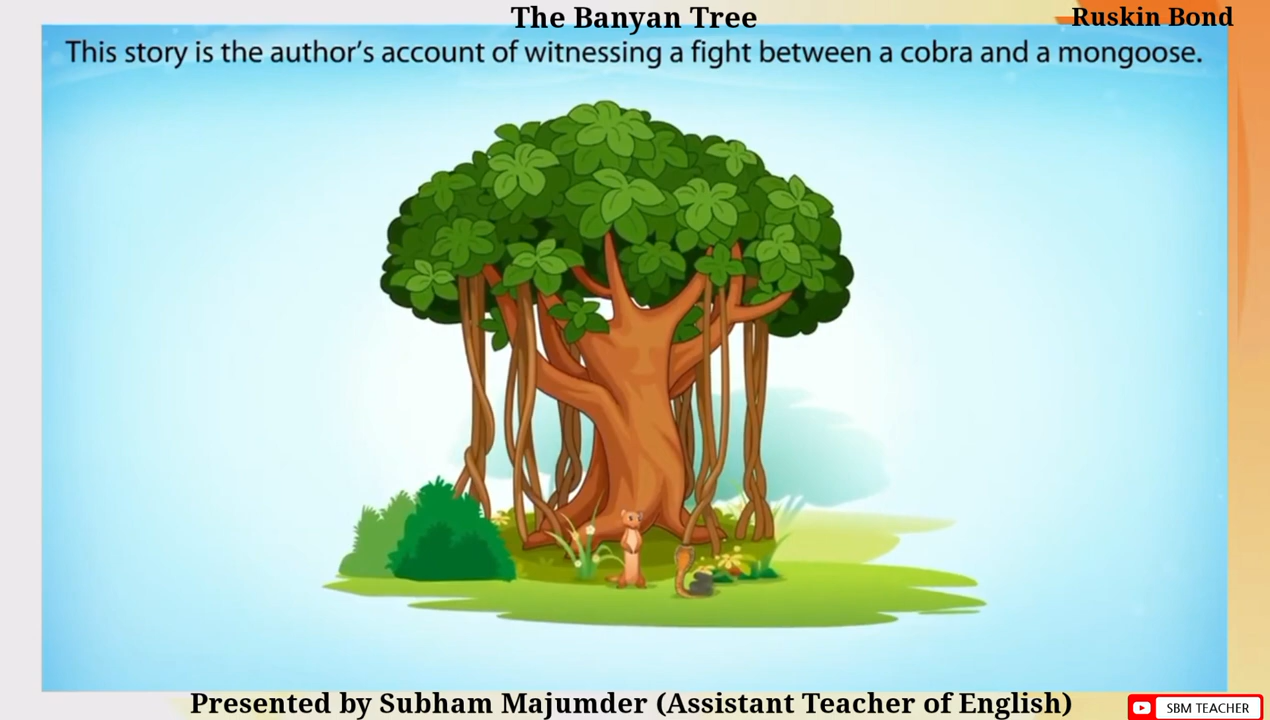 The Banyan Tree
Ruskin Bond
This story is the author's account of witnessing a fight between a cobra and a mongoose.
Presented by Subham Majumder (Assistant Teacher of English)
SBM TEACHER